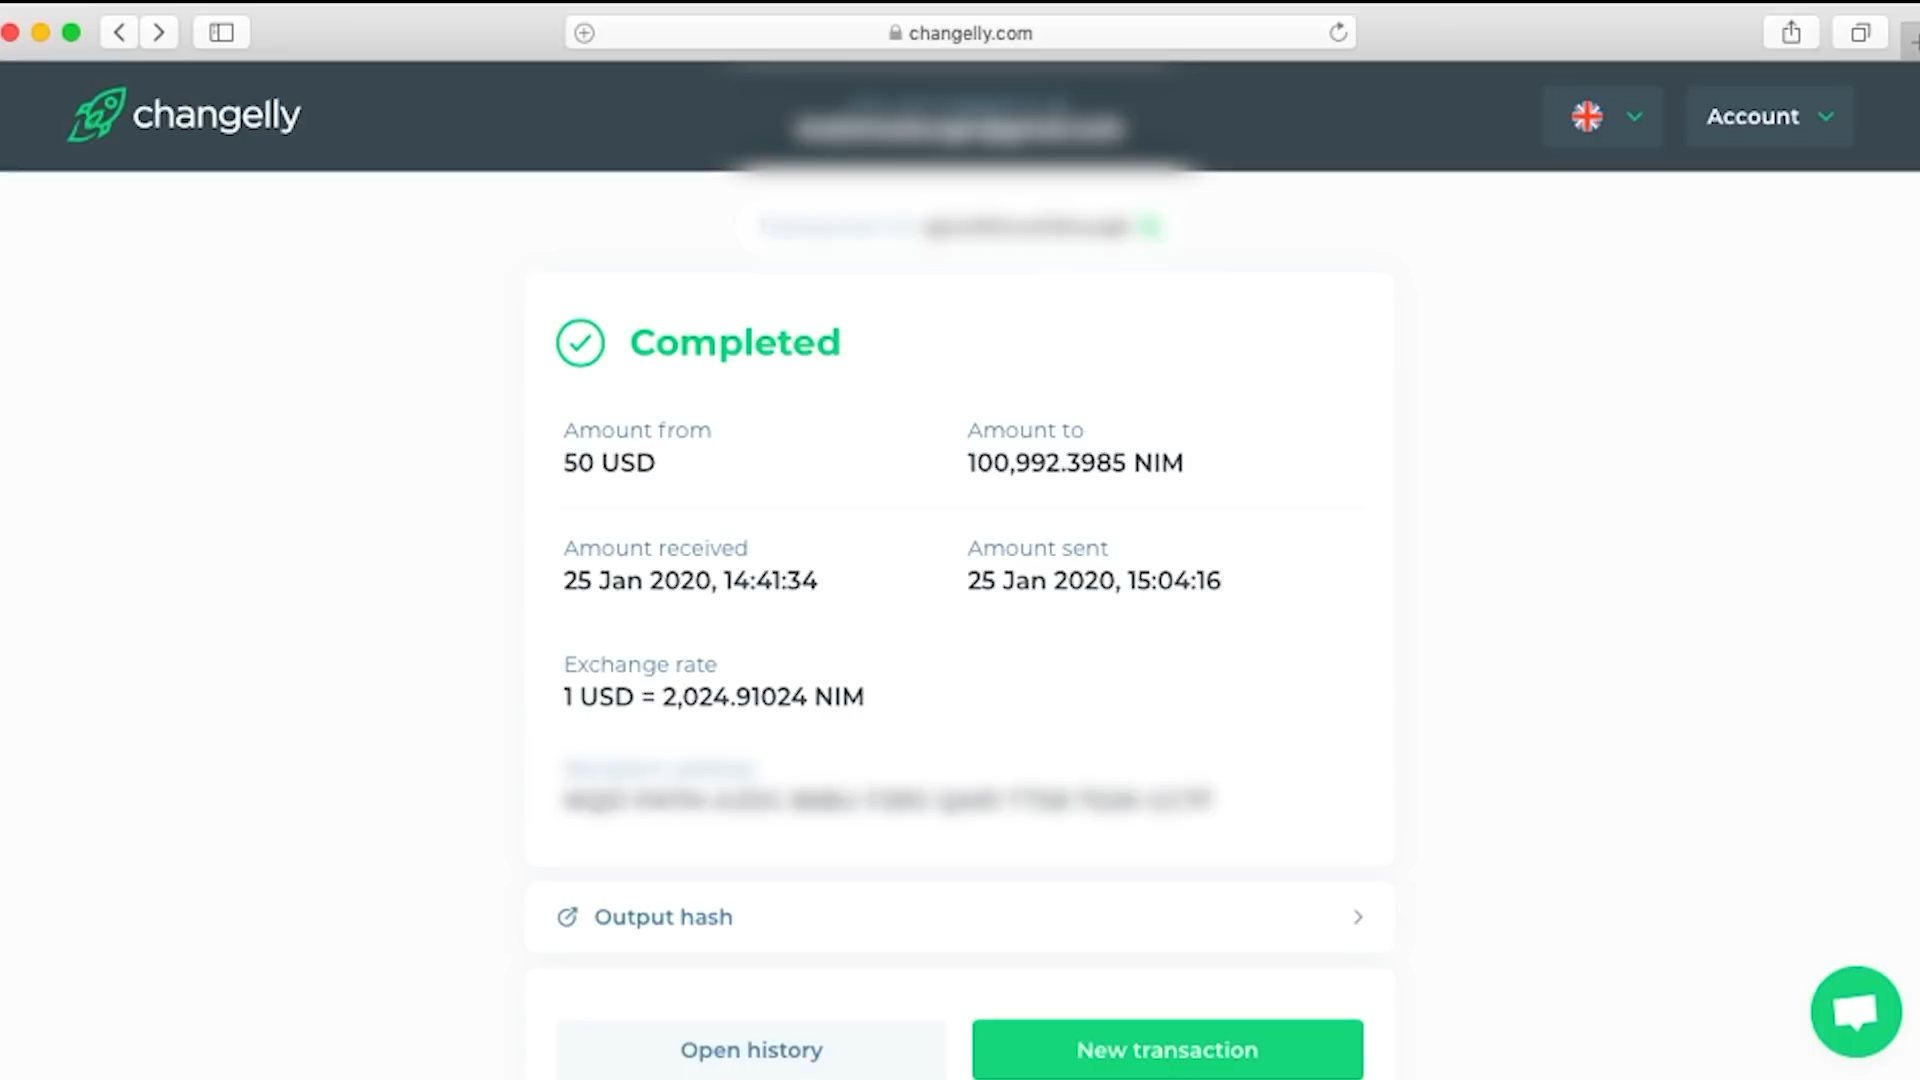 changelly.com
changelly
Account
Completed
Amount from
50 USD
Amount to
100,992.3985 NIM
Amount received
25 Jan 2020, 14:41:34
Amount sent
25 Jan 2020, 15:04:16
Exchange rate
1 USD = 2,024.91024 NIM
Output hash
Open history
New transaction